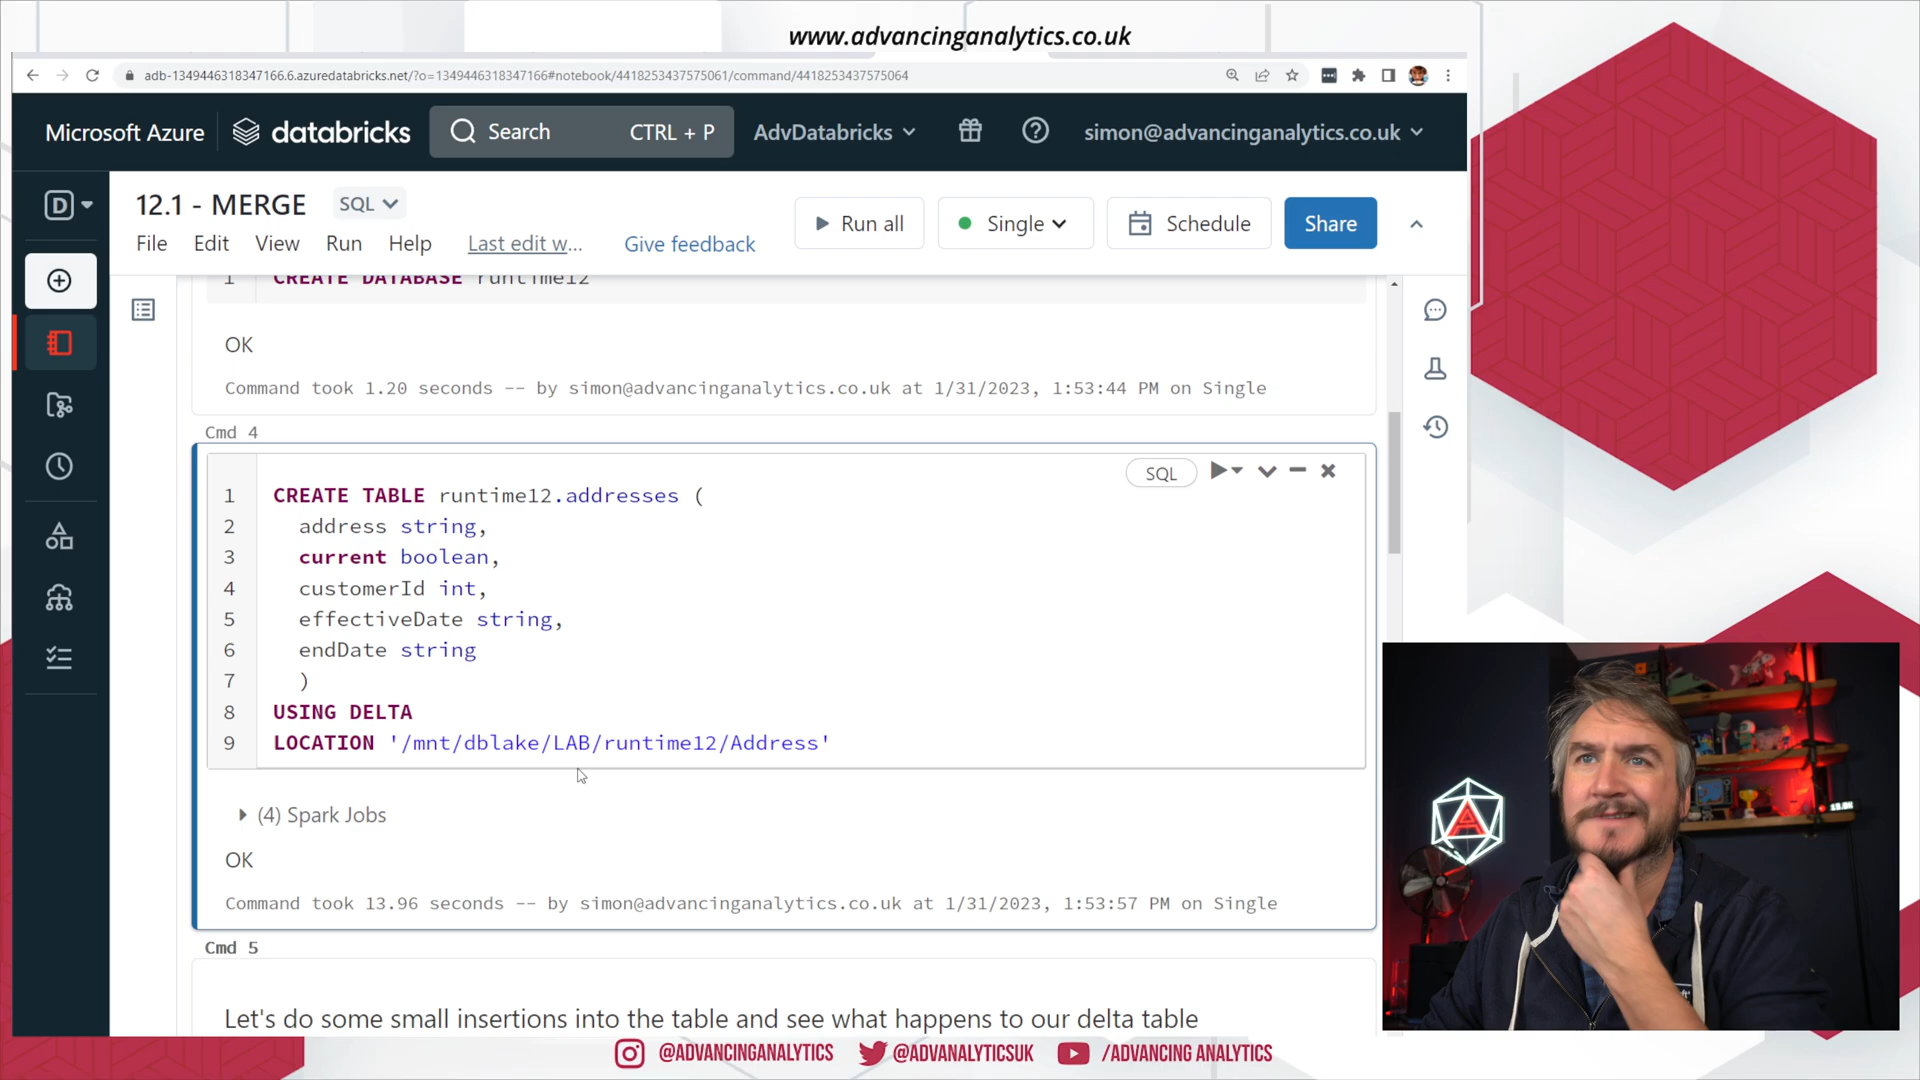 www.advancinganalytics.co.uk
adb-1349446318347166.6.azuredatabricks.net/?o=1349446318347166#notebook/4418253437575061/command/4418253437575064
Microsoft Azure databricks Search CTRL + P AdvDatabricks simon@advancinganalytics.co.uk
D
12.1 - MERGE SQL
Run all Single Schedule Share
File Edit View Run Help Last edit w... Give feedback
1 CREATE DATABASE runtime12
OK
Command took 1.20 seconds -- by simon@advancinganalytics.co.uk at 1/31/2023, 1:53:44 PM on Single
Cmd 4
SQL
1 CREATE TABLE runtime12.addresses (
2 address string,
3 current boolean,
4 customerId int,
5 effectiveDate string,
6 endDate string
7 )
8 USING DELTA
9 LOCATION '/mnt/dblake/LAB/runtime12/Address'
(4) Spark Jobs
OK
Command took 13.96 seconds -- by simon@advancinganalytics.co.uk at 1/31/2023, 1:53:57 PM on Single
Cmd 5
Let's do some small insertions into the table and see what happens to our delta table
A
@ADVANCINGANALYTICS @ADVANALYTICSUK /ADVANCING ANALYTICS